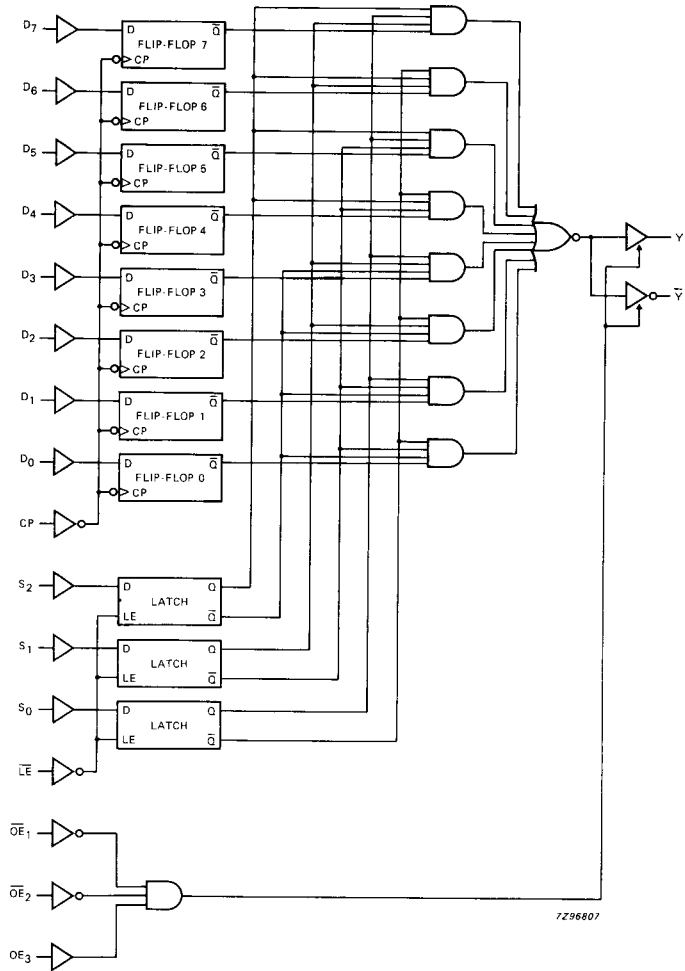 D7
D Q̅
FLIP-FLOP 7
CP
D6
D Q̅
FLIP-FLOP 6
CP
D5
D Q̅
FLIP-FLOP 5
CP
D4
D Q̅
FLIP-FLOP 4
CP
D3
D Q̅
FLIP-FLOP 3
CP
D2
D Q̅
FLIP-FLOP 2
CP
D1
D Q̅
FLIP-FLOP 1
CP
D0
D Q̅
FLIP-FLOP 0
CP
CP
Y
Y̅
S2
D Q
LATCH
LE Q̅
S1
D Q
LATCH
LE Q̅
S0
D Q
LATCH
LE Q̅
L̅E̅
O̅E̅1
O̅E̅2
OE3
7Z96807